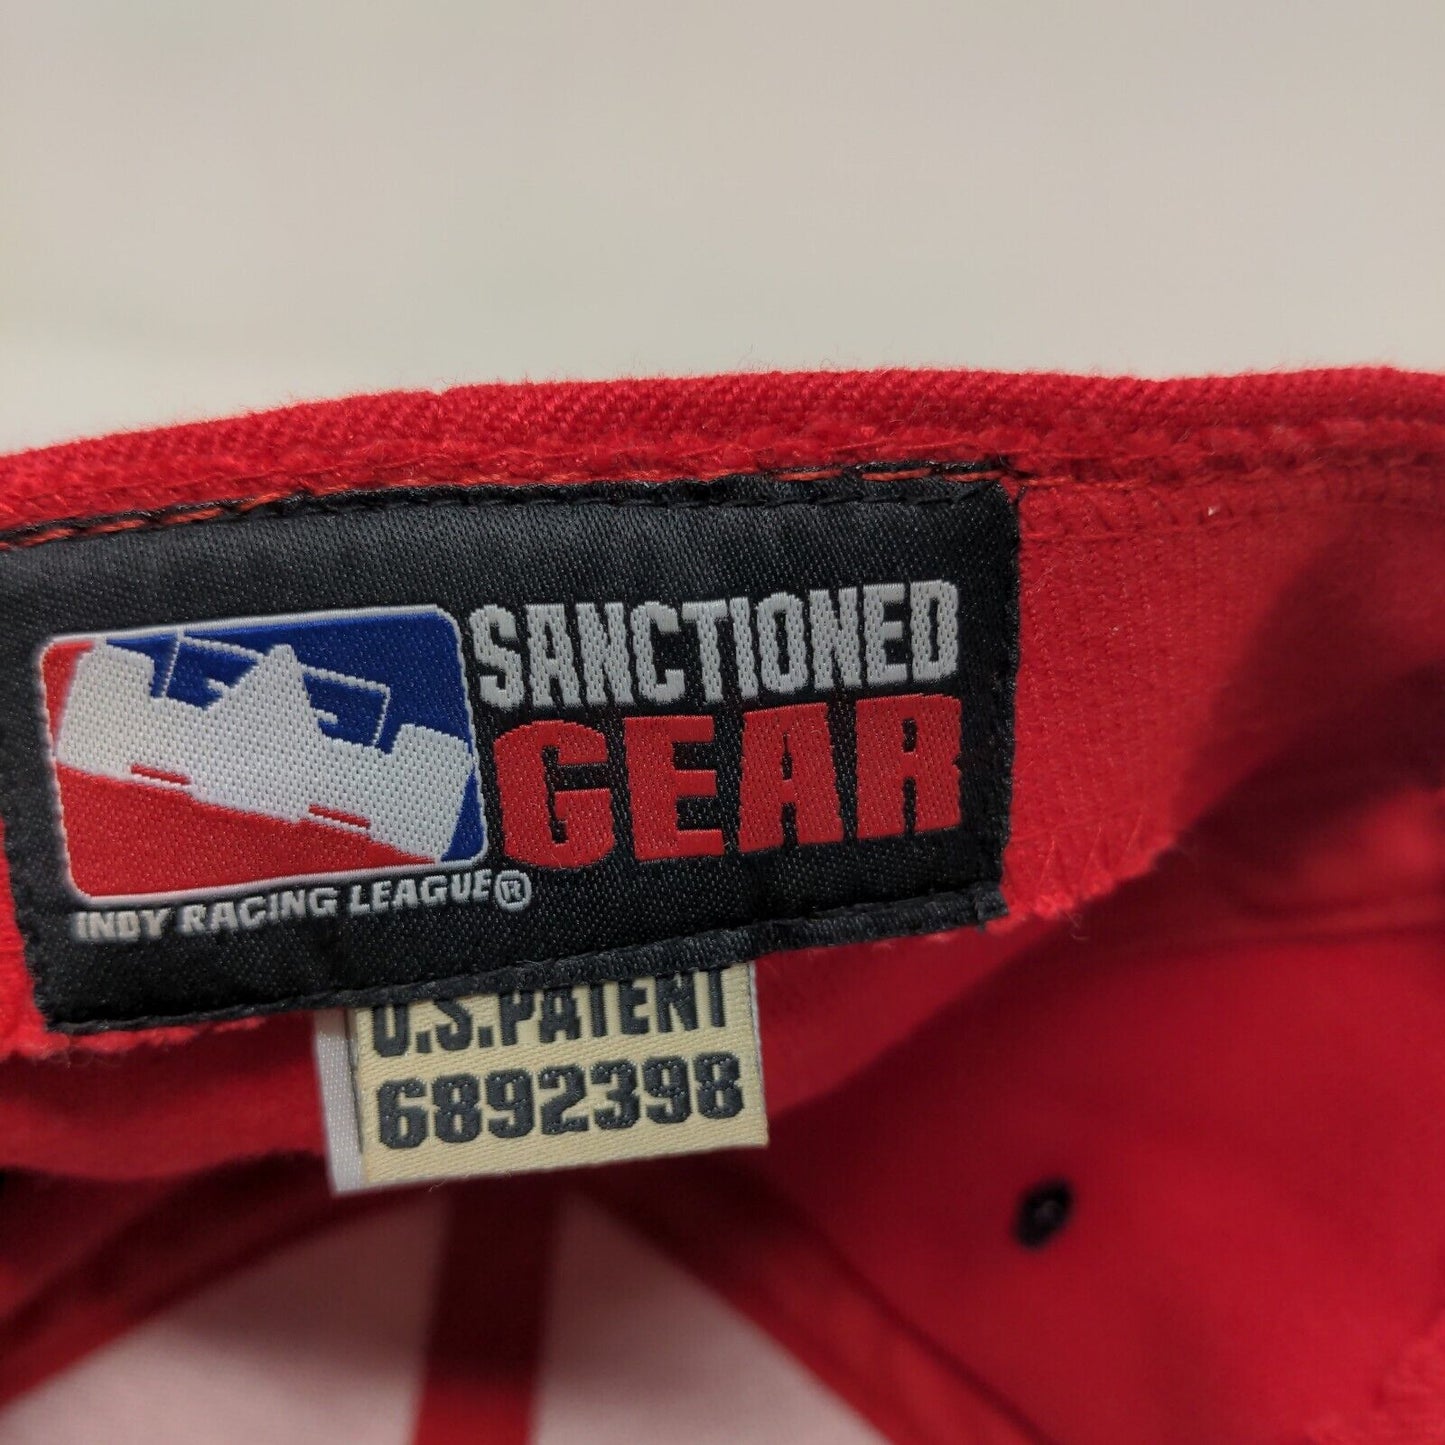 SANCTIONED
GEAR
INDY RACING LEAGUE®
U.S.PATENT
6892398